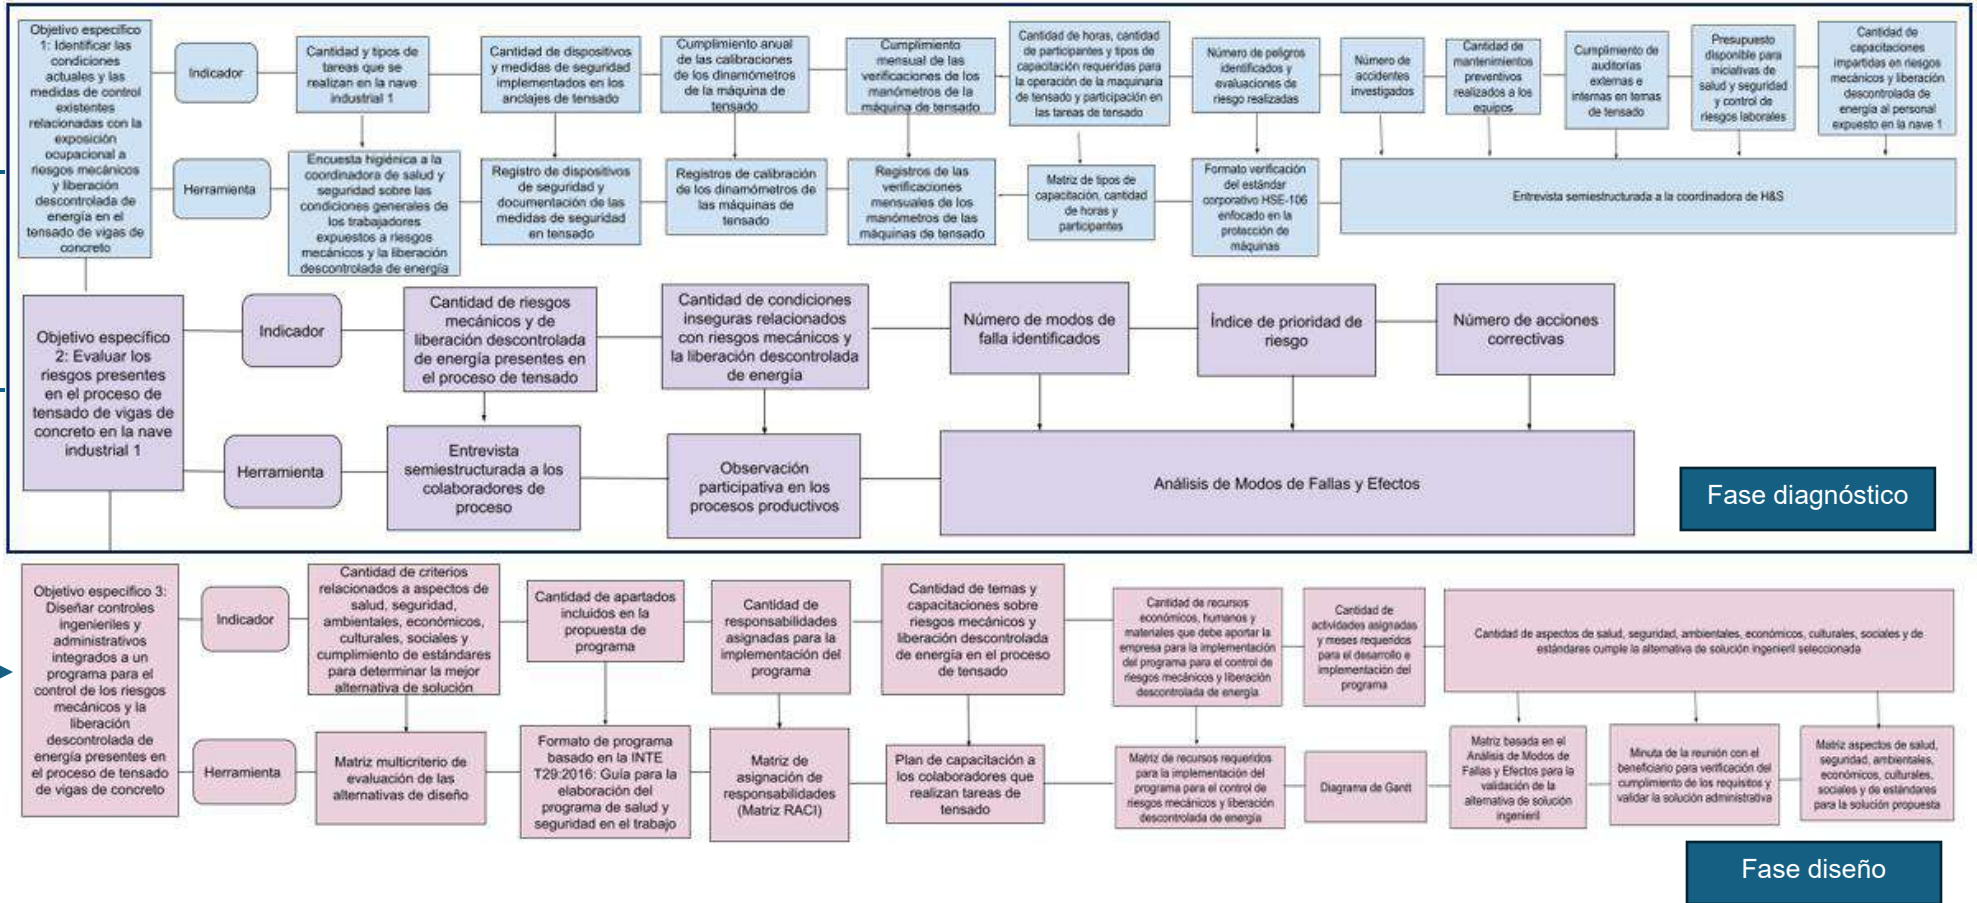 Objetivo específico
1: Identificar las
condiciones
actuales y las
medidas de control
existentes
relacionadas con la
exposición
ocupacional a
riesgos mecánicos
y liberación
descontrolada de
energía en el
tensado de vigas de
concreto
Indicador
Cantidad y tipos de
tareas que se
realizan en la nave
industrial 1
Cantidad de dispositivos
y medidas de seguridad
implementados en los
anclajes de tensado
Cumplimiento anual
de las calibraciones
de los dinamómetros
de la máquina de
tensado
Cumplimiento
mensual de las
verificaciones de los
manómetros de la
máquina de tensado
Cantidad de horas, cantidad
de participantes y tipos de
capacitación requeridas para
la operación de la maquinaria
de tensado y participación en
las tareas de tensado
Número de peligros
identificados y
evaluaciones de
riesgo realizadas
Número de
accidentes
investigados
Cantidad de
mantenimientos
preventivos
realizados a los
equipos
Cumplimiento de
auditorías
externas e
internas en temas
de tensado
Presupuesto
disponible para
iniciativas de
salud y seguridad
y control de
riesgos laborales
Cantidad de
capacitaciones
impartidas en riesgos
mecánicos y liberación
descontrolada de
energía al personal
expuesto en la nave 1
Herramienta
Encuesta higiénica a la
coordinadora de salud y
seguridad sobre las
condiciones generales de
los trabajadores
expuestos a riesgos
mecánicos y la liberación
descontrolada de energía
Registro de dispositivos
de seguridad y
documentación de las
medidas de seguridad
en tensado
Registros de calibración
de los dinamómetros de
las máquinas de
tensado
Registros de las
verificaciones
mensuales de los
manómetros de las
máquinas de tensado
Matriz de tipos de
capacitación, cantidad
de horas y
participantes
Formato verificación
del estándar
corporativo HSE-106
enfocado en la
protección de
máquinas
Entrevista semiestructurada a la coordinadora de H&S
Objetivo específico
2: Evaluar los
riesgos presentes
en el proceso de
tensado de vigas de
concreto en la nave
industrial 1
Indicador
Cantidad de riesgos
mecánicos y de
liberación descontrolada
de energía presentes en
el proceso de tensado
Cantidad de condiciones
inseguras relacionados
con riesgos mecánicos y
la liberación descontrolada
de energía
Número de modos de
falla identificados
Índice de prioridad de
riesgo
Número de acciones
correctivas
Herramienta
Entrevista
semiestructurada a los
colaboradores de
proceso
Observación
participativa en los
procesos productivos
Análisis de Modos de Fallas y Efectos
Fase diagnóstico
Objetivo específico 3:
Diseñar controles
ingenieriles y
administrativos
integrados a un
programa para el
control de los riesgos
mecánicos y la
liberación
descontrolada de
energía presentes en
el proceso de tensado
de vigas de concreto
Indicador
Cantidad de criterios
relacionados a aspectos de
salud, seguridad,
ambientales, económicos,
culturales, sociales y
cumplimiento de estándares
para determinar la mejor
alternativa de solución
Cantidad de apartados
incluidos en la
propuesta de
programa
Cantidad de
responsabilidades
asignadas para la
implementación del
programa
Cantidad de temas y
capacitaciones sobre
riesgos mecánicos y
liberación descontrolada
de energía en el proceso
de tensado
Cantidad de recursos
económicos, humanos y
materiales que debe aportar la
empresa para la implementación
del programa para el control de
riesgos mecánicos y liberación
descontrolada de energía
Cantidad de
actividades asignadas
y meses requeridos
para el desarrollo e
implementación del
programa
Cantidad de aspectos de salud, seguridad, ambientales, económicos, culturales, sociales y de
estándares cumple la alternativa de solución ingenieril seleccionada
Herramienta
Matriz multicriterio de
evaluación de las
alternativas de diseño
Formato de programa
basado en la INTE
T29:2016: Guía para la
elaboración del
programa de salud y
seguridad en el trabajo
Matriz de
asignación de
responsabilidades
(Matriz RACI)
Plan de capacitación a
los colaboradores que
realizan tareas de
tensado
Matriz de recursos requeridos
para la implementación del
programa para el control de
riesgos mecánicos y liberación
descontrolada de energía
Diagrama de Gantt
Matriz basada en el
Análisis de Modos de
Fallas y Efectos para la
validación de la
alternativa de solución
ingenieril
Minuta de la reunión con el
beneficiario para verificación del
cumplimiento de los requisitos y
validar la solución administrativa
Matriz aspectos de salud,
seguridad, ambientales,
económicos, culturales,
sociales y de estándares
para la solución propuesta
Fase diseño